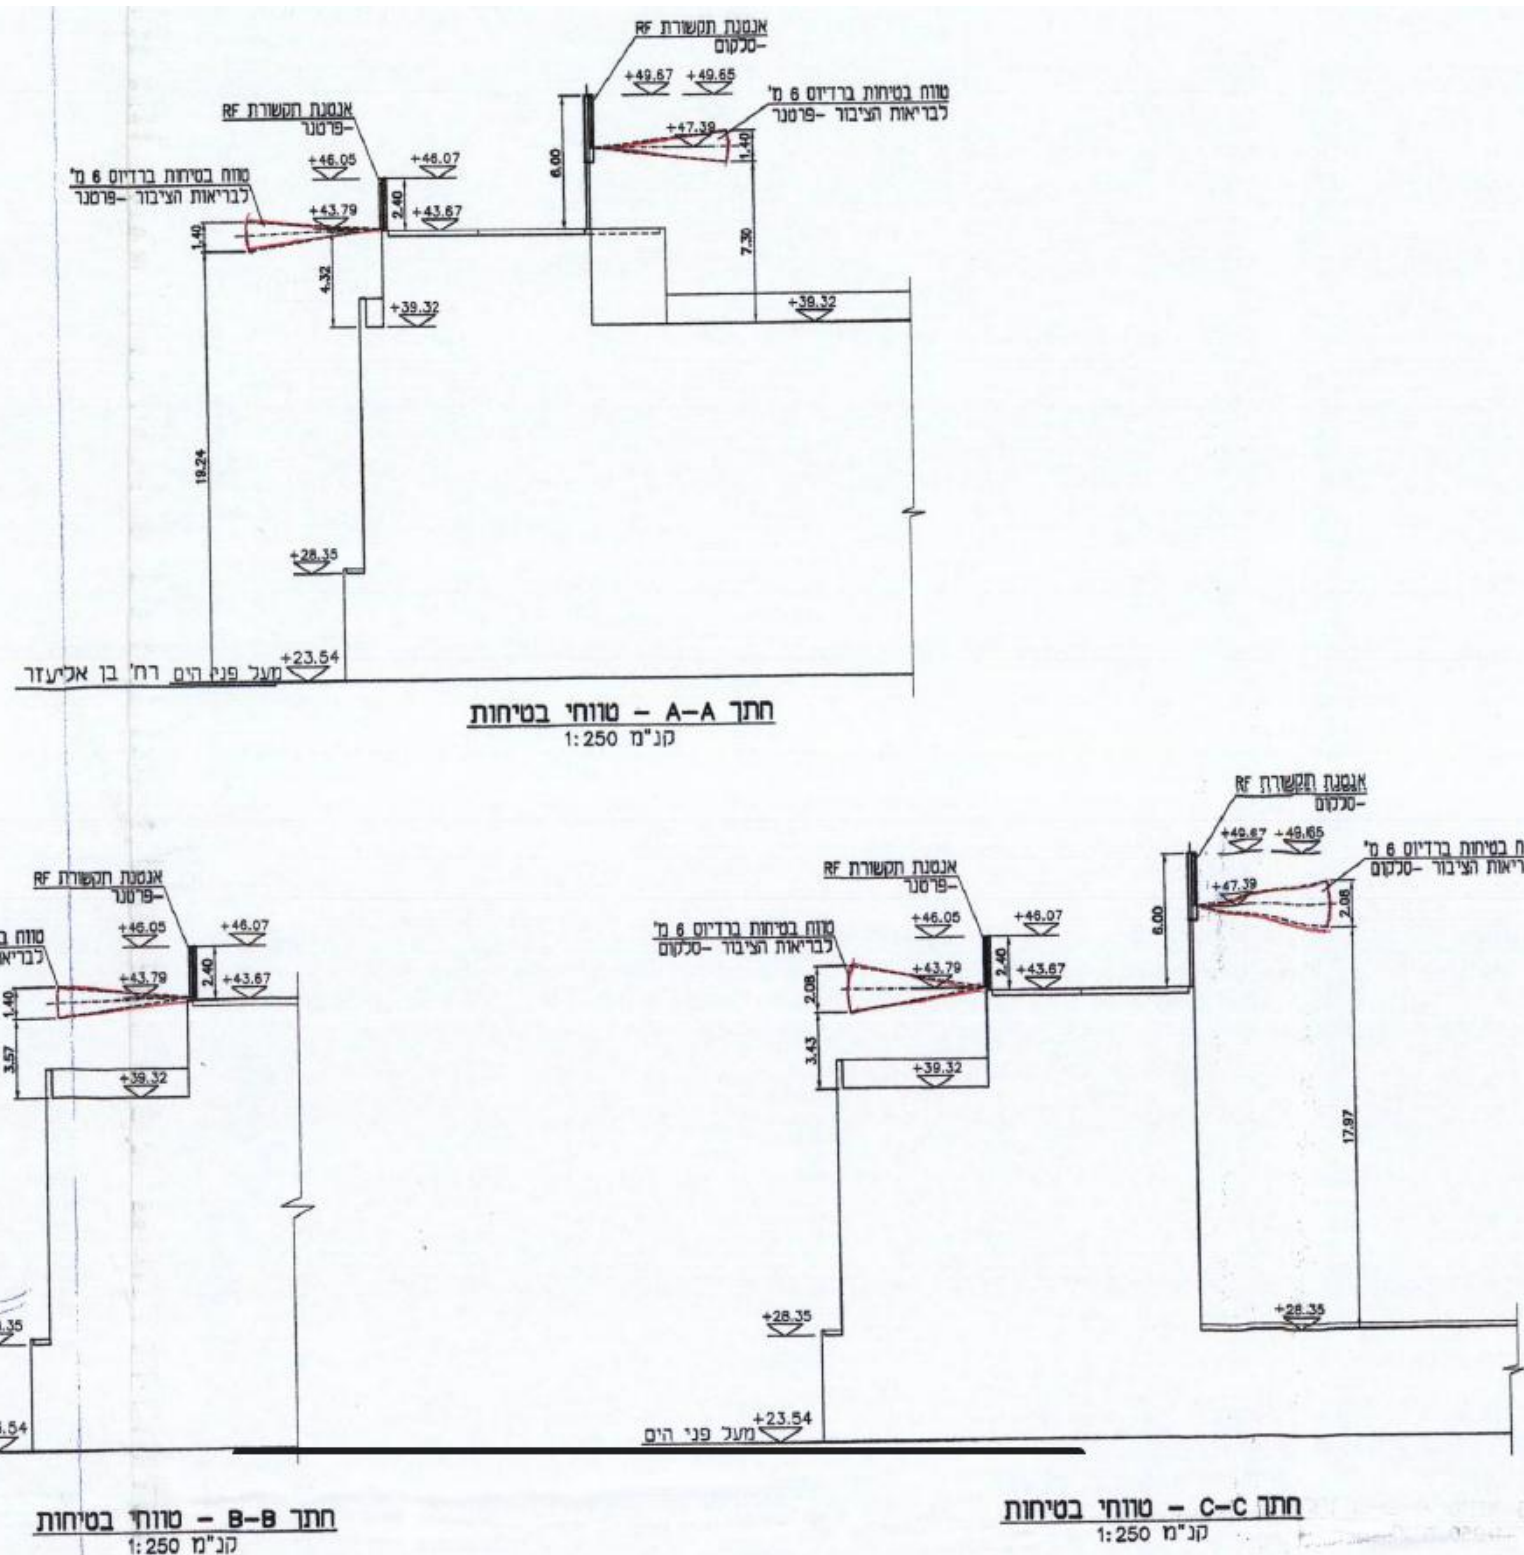 אנטנת תקשורת RF
-סלקום
+49.67 +49.65
טווח בטיחות ברדיוס 6 מ'
לבריאות הציבור -פרטנר
אנטנת תקשורת RF
-פרטנר
+47.39
1.40
6.00
+46.05 +46.07
טווח בטיחות ברדיוס 6 מ'
לבריאות הציבור -פרטנר
2.40
+43.79 +43.67
1.40
7.30
4.32
+39.32
+39.32
19.24
+28.35
+23.54
רח' בן אליעזר מעל פני הים
חתך A-A - טווחי בטיחות
קנ"מ 1:250
אנטנת תקשורת RF
-פרטנר
+46.05 +46.07
טווח ב
לבריאו
2.40
+43.79 +43.67
1.40
3.57
+39.32
.35
.54
חתך B-B - טווחי בטיחות
קנ"מ 1:250
אנטנת תקשורת RF
-סלקום
+49.67 +49.65
ח בטיחות ברדיוס 6 מ'
ריאות הציבור -סלקום
אנטנת תקשורת RF
-פרטנר
+47.39
2.08
6.00
+46.05 +46.07
טווח בטיחות ברדיוס 6 מ'
לבריאות הציבור -סלקום
2.40
+43.79 +43.67
2.08
3.43
+39.32
17.97
+28.35
+28.35
+23.54
מעל פני הים
חתך C-C - טווחי בטיחות
קנ"מ 1:250